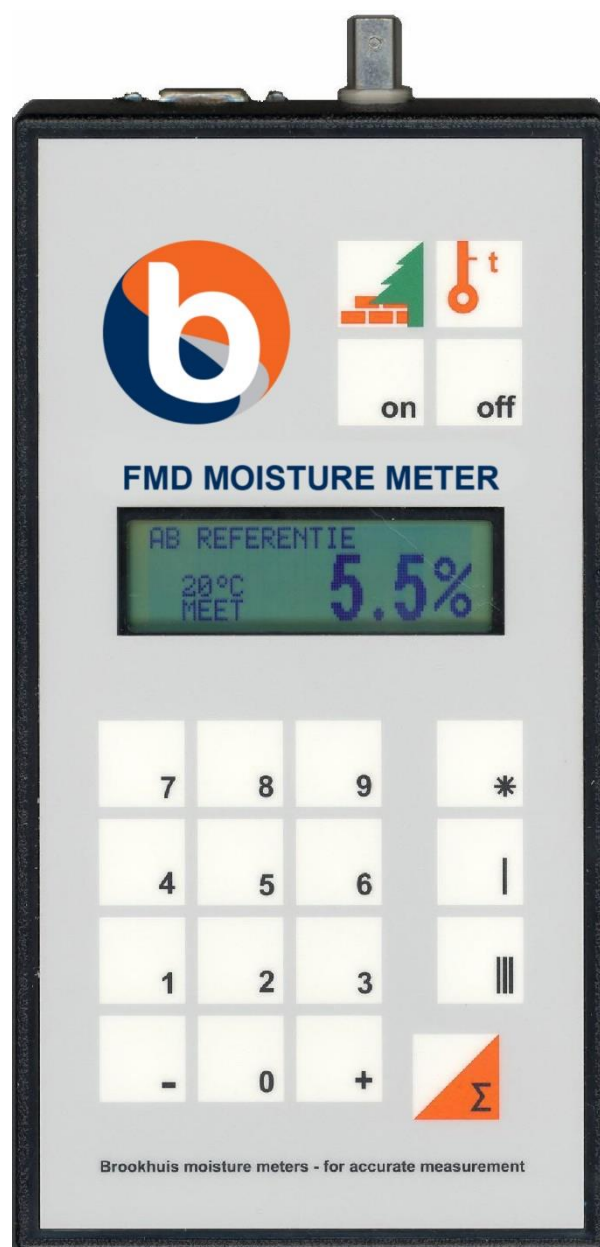 P
b
t
on off
FMD MOISTURE METER
AB REFERENTIE
20°C
MEET
5.5%
7 8 9 *
4 5 6 |
1 2 3 ||||
- 0 + Σ
Brookhuis moisture meters - for accurate measurement